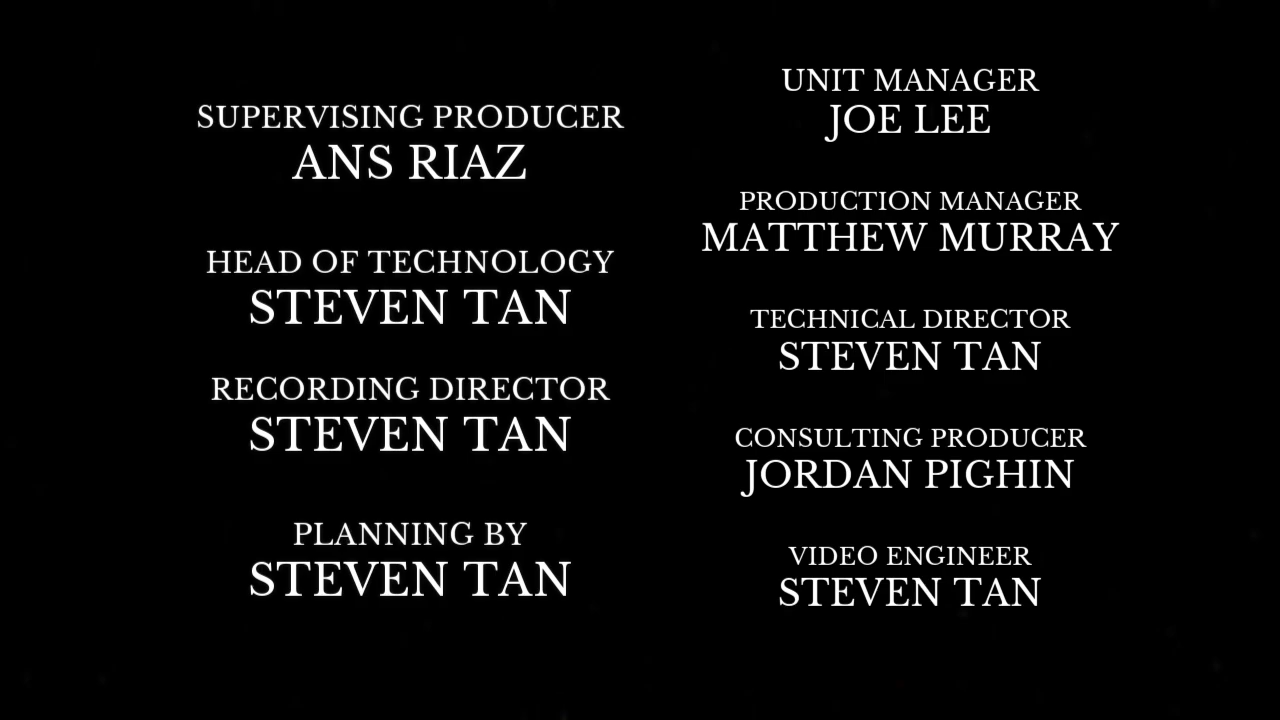 SUPERVISING PRODUCER
ANS RIAZ
HEAD OF TECHNOLOGY
STEVEN TAN
RECORDING DIRECTOR
STEVEN TAN
PLANNING BY
STEVEN TAN
UNIT MANAGER
JOE LEE
PRODUCTION MANAGER
MATTHEW MURRAY
TECHNICAL DIRECTOR
STEVEN TAN
CONSULTING PRODUCER
JORDAN PIGHIN
VIDEO ENGINEER
STEVEN TAN